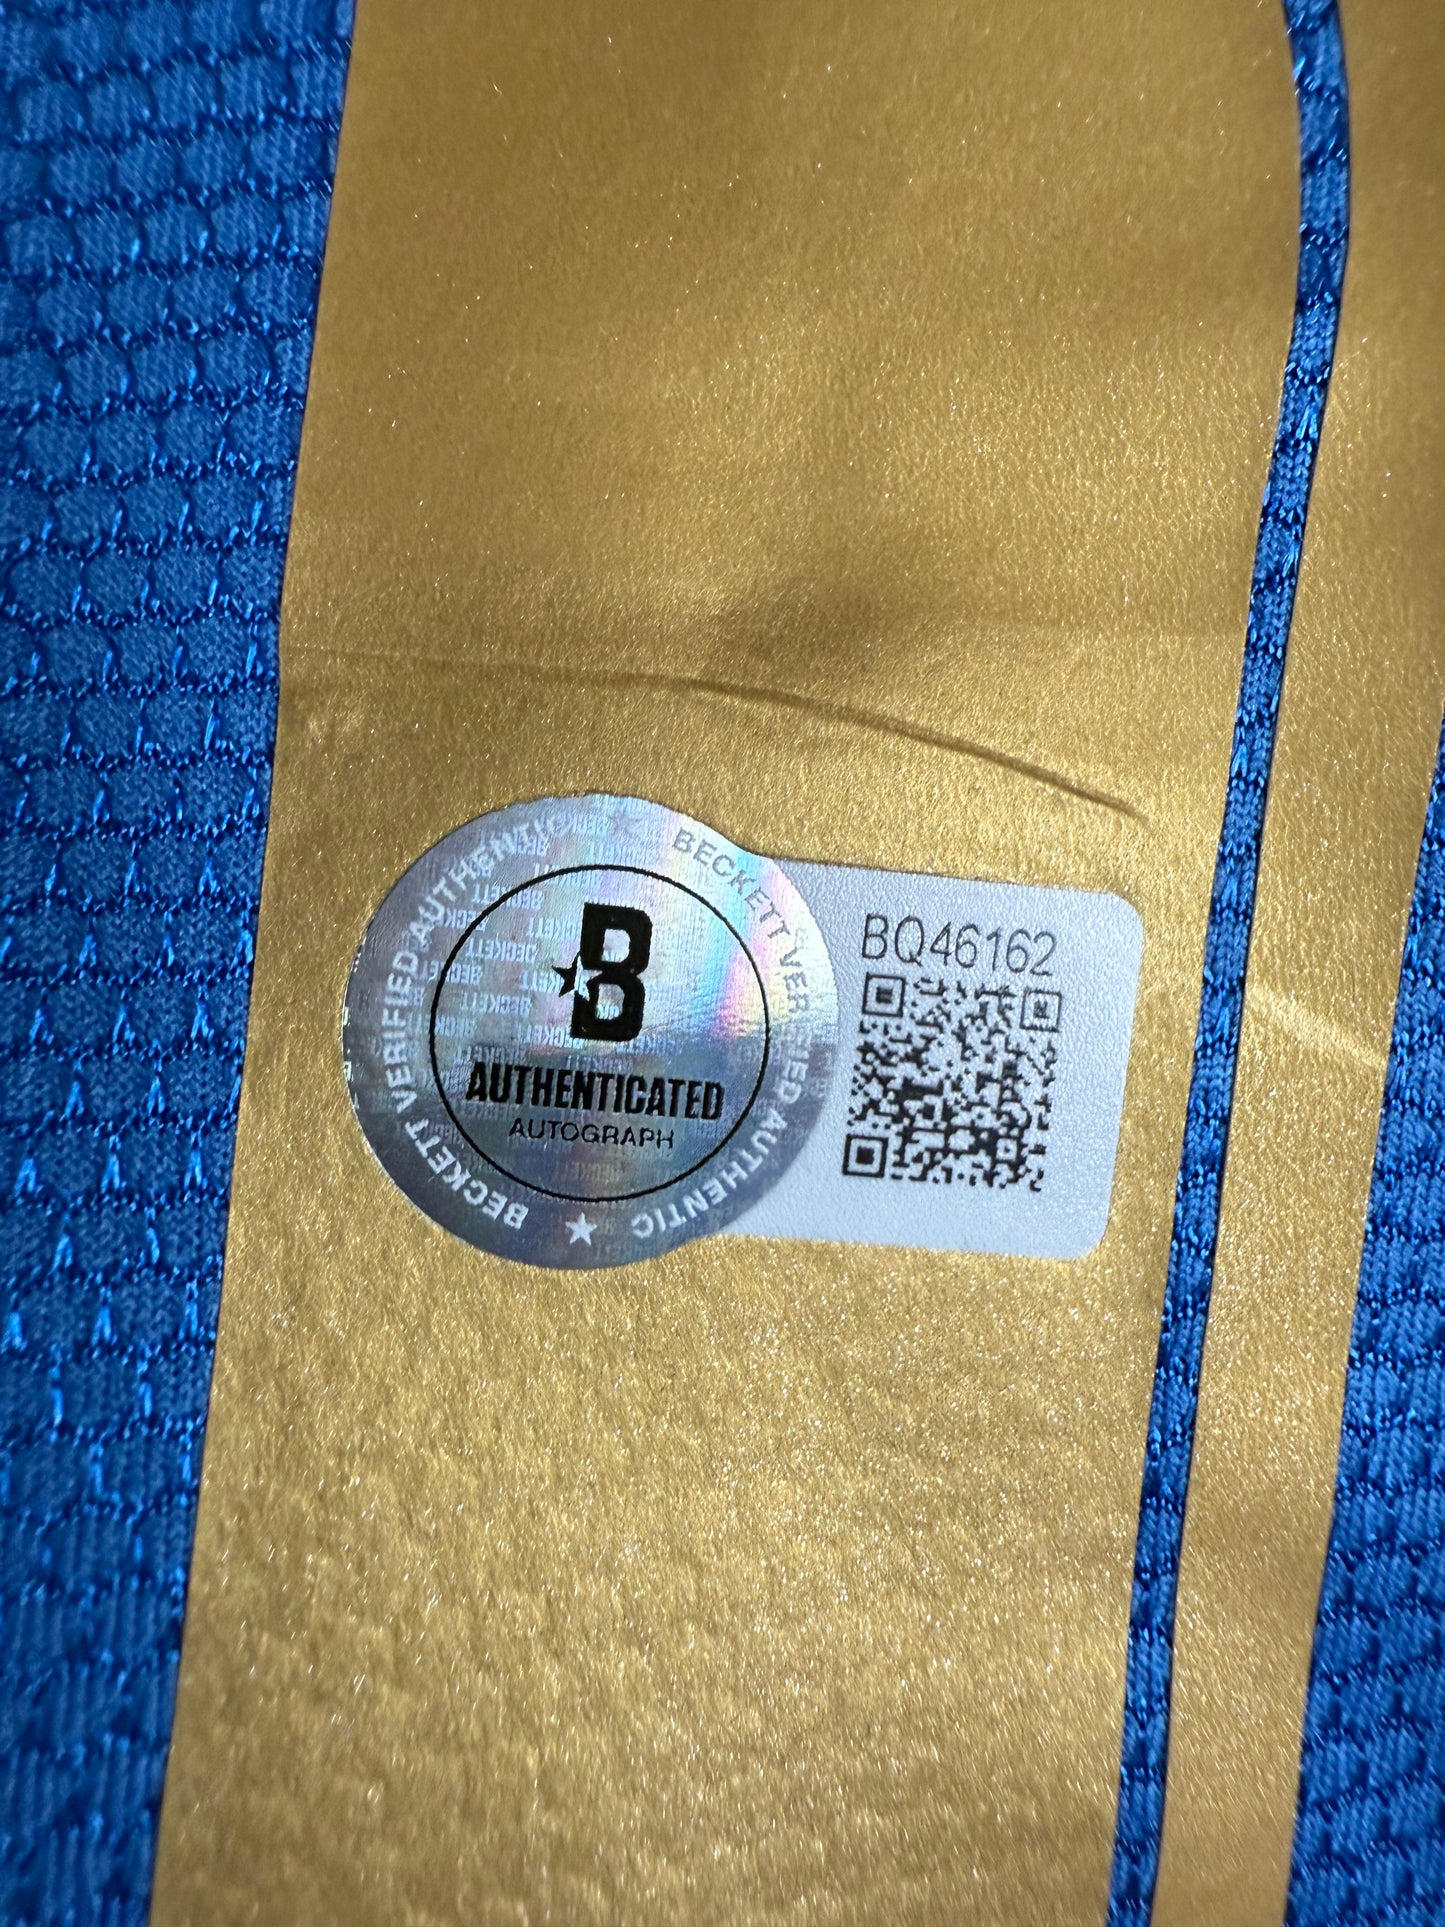 BECKETT VERIFIED AUTHENTIC
BECKETT VERIFIED AUTHENTIC
B
AUTHENTICATED
AUTOGRAPH
BQ46162